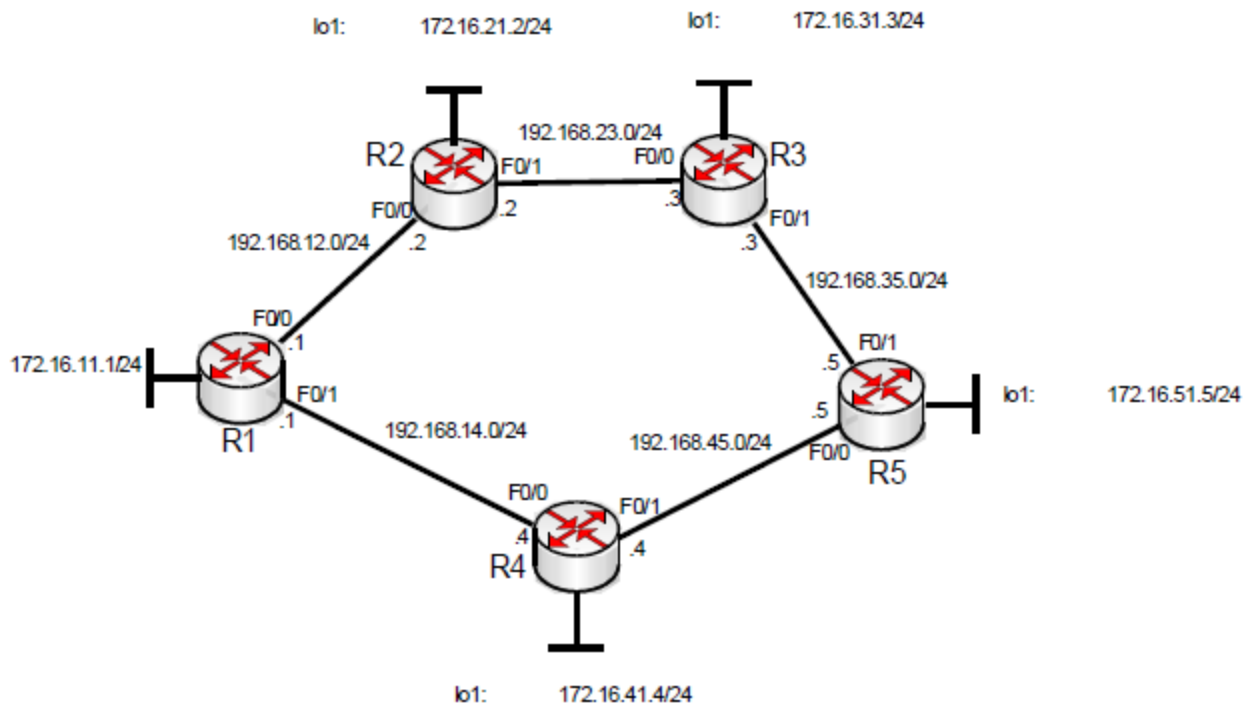 lo1: 172.16.21.2/24
lo1: 172.16.31.3/24
192.168.23.0/24
R2
F0/1
F0/0
R3
F0/0
.2
.3
F0/1
192.168.12.0/24
.2
.3
192.168.35.0/24
F0/0
.1
F0/1
172.16.11.1/24
.5
F0/1
.1
R1
.5
lo1: 172.16.51.5/24
192.168.14.0/24
192.168.45.0/24
F0/0
R5
F0/0
F0/1
.4
.4
R4
lo1: 172.16.41.4/24